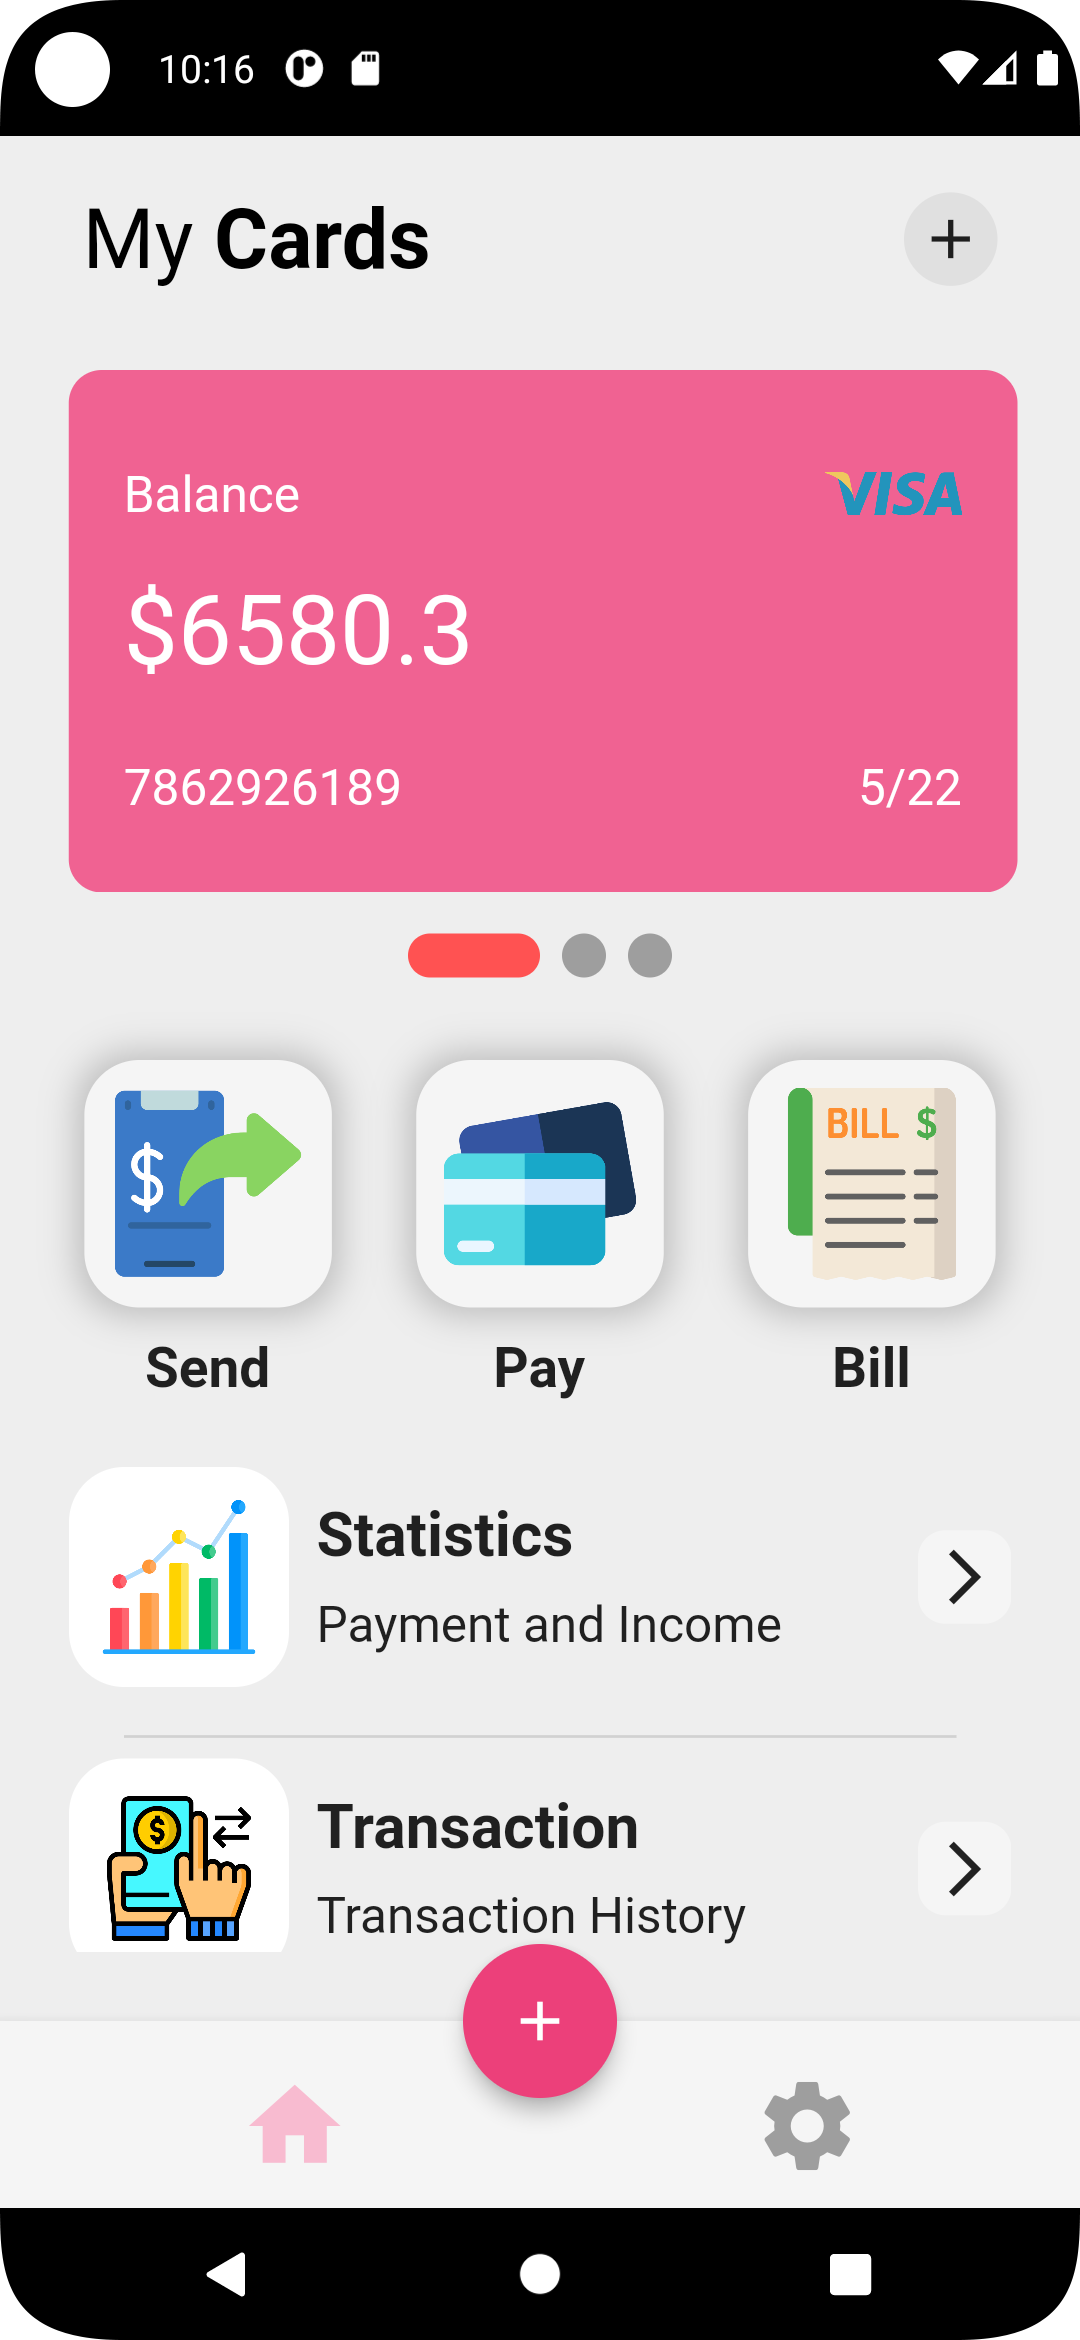 10:16
My Cards
Balance
VISA
$6580.3
7862926189
5/22
BILL $
Send
Pay
Bill
Statistics
Payment and Income
Transaction
Transaction History